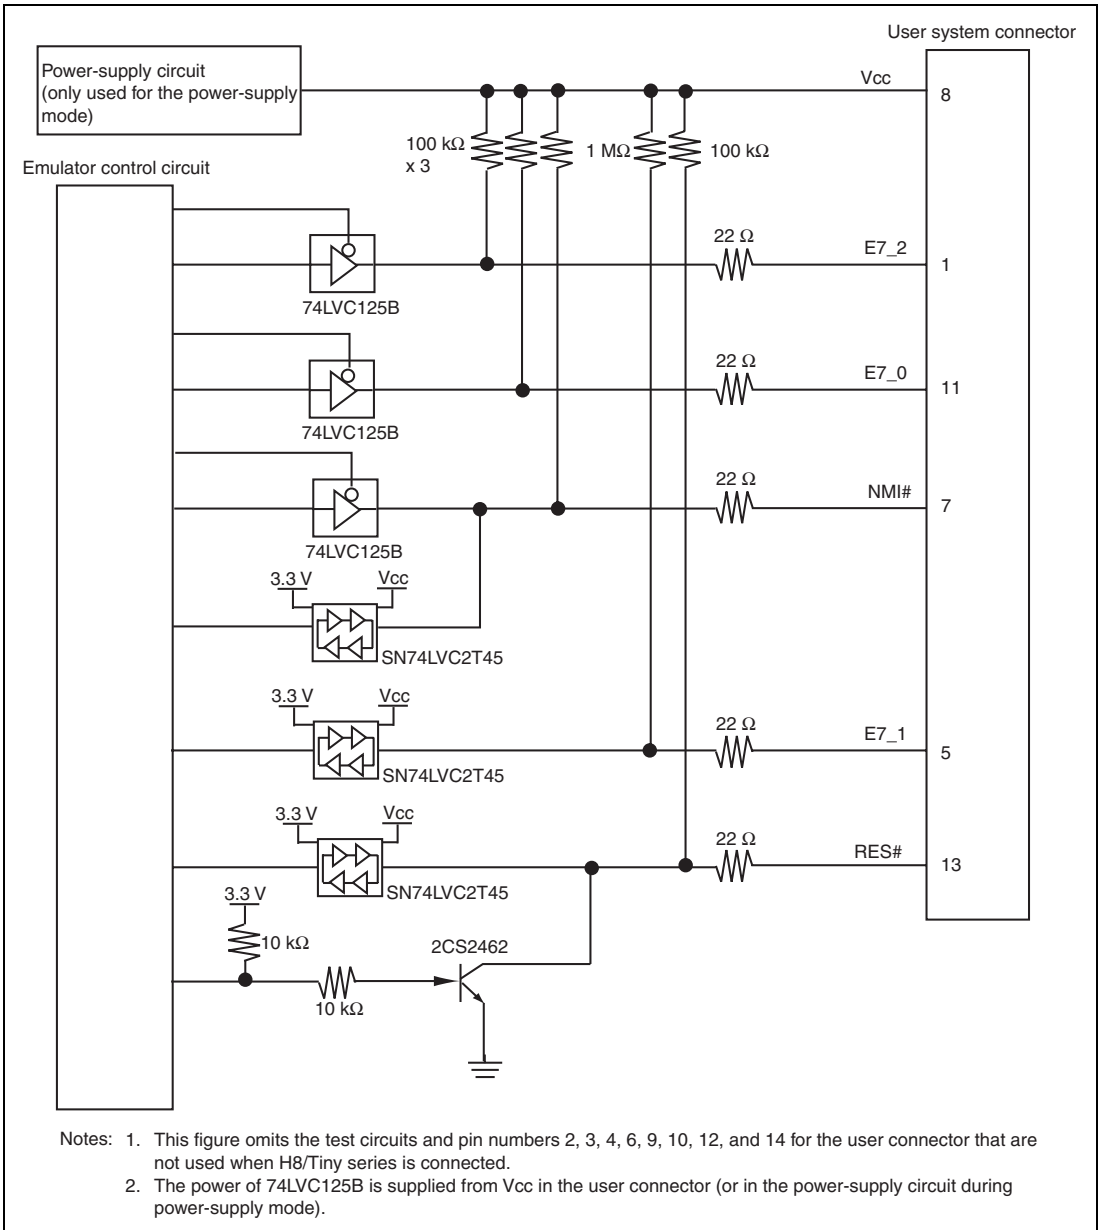 User system connector
Power-supply circuit
(only used for the power-supply
mode)
Vcc
8
100 kΩ
x 3
1 MΩ
100 kΩ
Emulator control circuit
22 Ω
E7_2
1
74LVC125B
22 Ω
E7_0
11
74LVC125B
22 Ω
NMI#
7
74LVC125B
3.3 V
Vcc
SN74LVC2T45
3.3 V
Vcc
22 Ω
E7_1
5
SN74LVC2T45
3.3 V
Vcc
22 Ω
RES#
13
SN74LVC2T45
3.3 V
10 kΩ
2CS2462
10 kΩ
Notes: 1. This figure omits the test circuits and pin numbers 2, 3, 4, 6, 9, 10, 12, and 14 for the user connector that are
not used when H8/Tiny series is connected.
2. The power of 74LVC125B is supplied from Vcc in the user connector (or in the power-supply circuit during
power-supply mode).